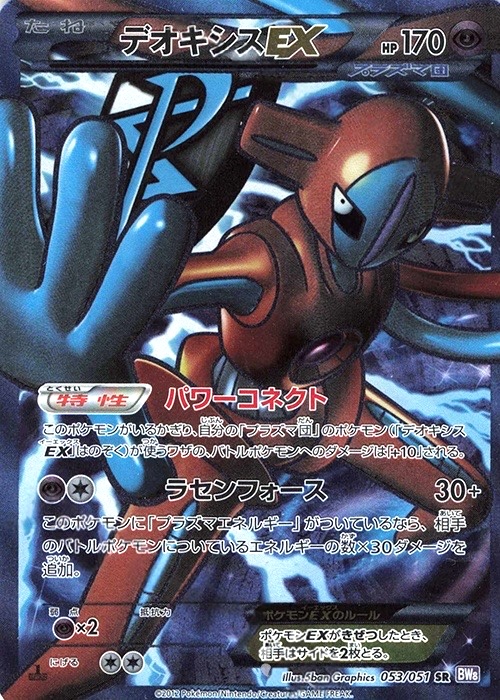 たね デオキシスEX HP170
プラズマ団
とくせい
特性 パワーコネクト
このポケモンがいるかぎり、自分の「プラズマ団」のポケモン（「デオキシス
EX」はのぞく）が使うワザの、バトルポケモンへのダメージは「+10」される。
ラセンフォース 30+
このポケモンに「プラズマエネルギー」がついているなら、相手
のバトルポケモンについているエネルギーの数×30ダメージを
追加。
弱点 抵抗力
×2
にげる
ポケモンEXのルール
ポケモンEXがきぜつしたとき、
相手はサイドを2枚とる。
Illus. 5ban Graphics 053/051 SR BW8
©2012 Pokémon/Nintendo/Creatures/GAME FREAK.